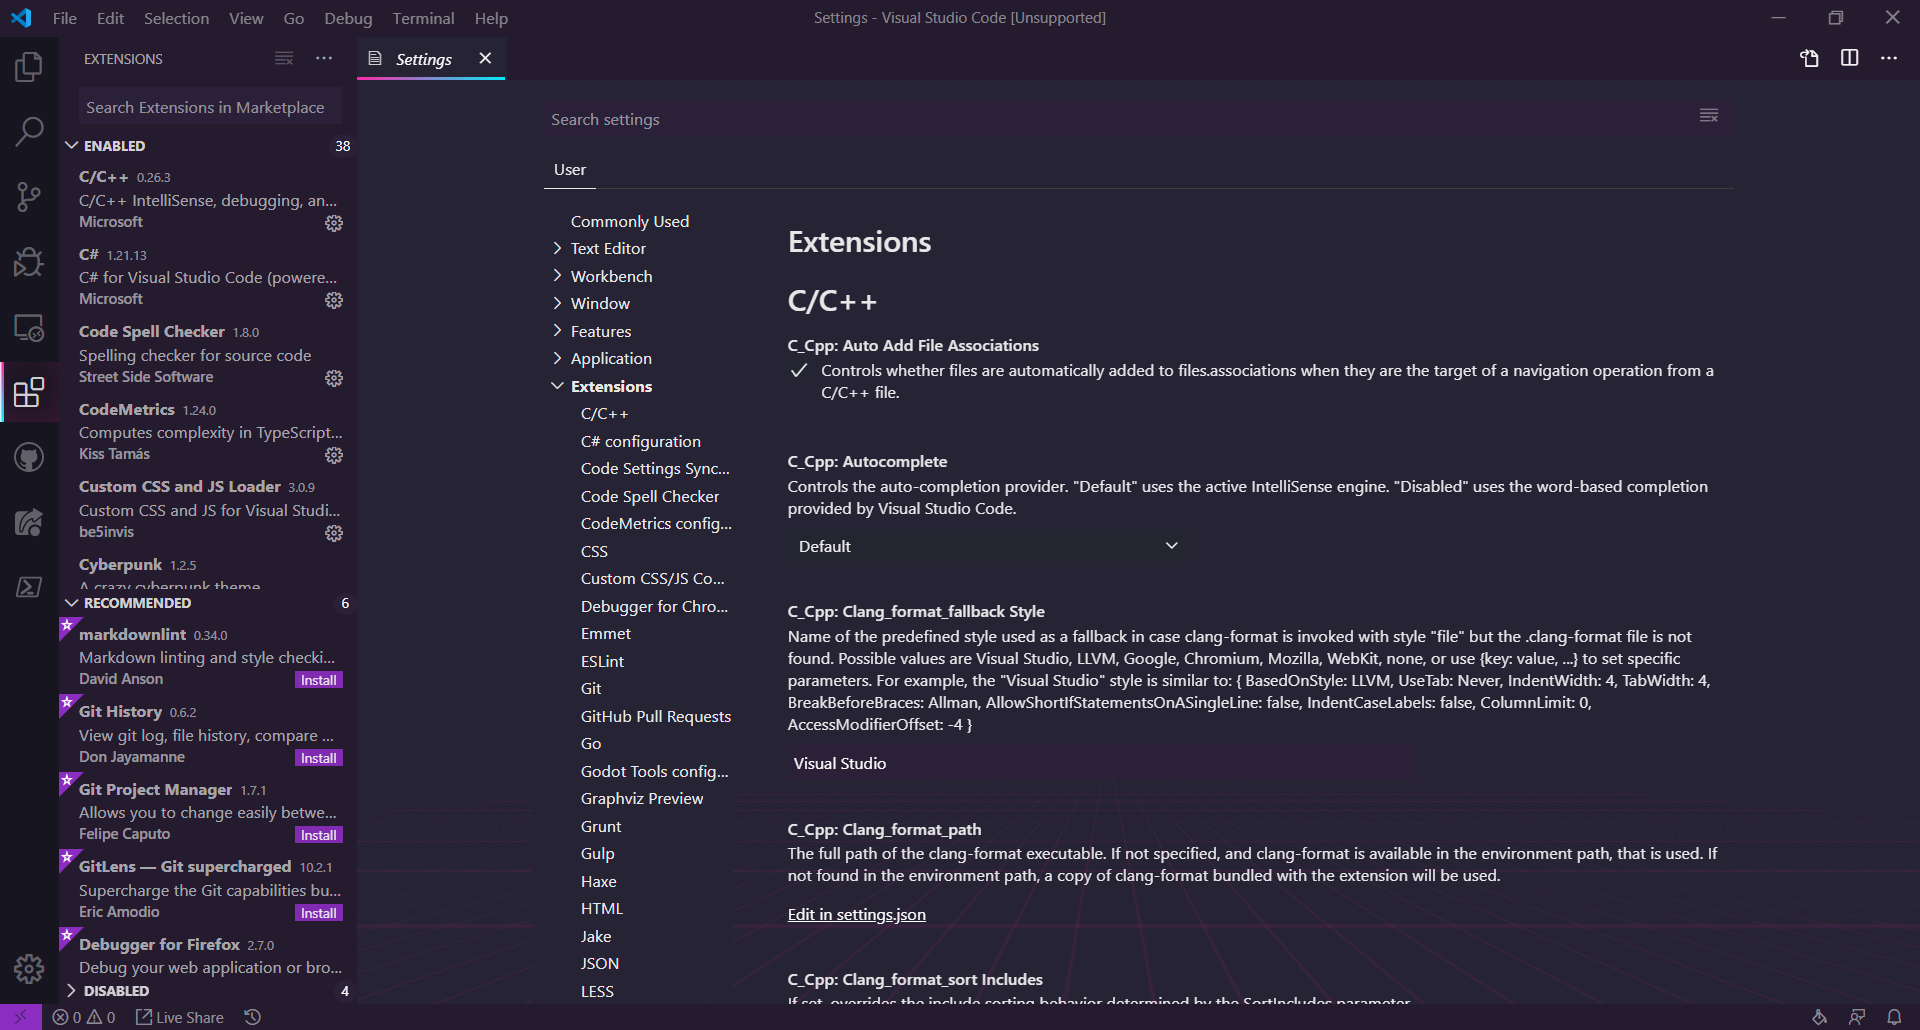 File Edit Selection View Go Debug Terminal Help
Settings - Visual Studio Code [Unsupported]
EXTENSIONS
Search Extensions in Marketplace
ENABLED 38
C/C++ 0.26.3
C/C++ IntelliSense, debugging, an...
Microsoft
C# 1.21.13
C# for Visual Studio Code (powere...
Microsoft
Code Spell Checker 1.8.0
Spelling checker for source code
Street Side Software
CodeMetrics 1.24.0
Computes complexity in TypeScript...
Kiss Tamás
Custom CSS and JS Loader 3.0.9
Custom CSS and JS for Visual Studi...
be5invis
Cyberpunk 1.2.5
A crazy cyberpunk theme
RECOMMENDED 6
markdownlint 0.34.0
Markdown linting and style checki...
David Anson Install
Git History 0.6.2
View git log, file history, compare ...
Don Jayamanne Install
Git Project Manager 1.7.1
Allows you to change easily betwe...
Felipe Caputo Install
GitLens — Git supercharged 10.2.1
Supercharge the Git capabilities bu...
Eric Amodio Install
Debugger for Firefox 2.7.0
Debug your web application or bro...
DISABLED 4
Settings
Search settings
User
Commonly Used
Text Editor
Workbench
Window
Features
Application
Extensions
C/C++
C# configuration
Code Settings Sync...
Code Spell Checker
CodeMetrics config...
CSS
Custom CSS/JS Co...
Debugger for Chro...
Emmet
ESLint
Git
GitHub Pull Requests
Go
Godot Tools config...
Graphviz Preview
Grunt
Gulp
Haxe
HTML
Jake
JSON
LESS
Extensions
C/C++
C_Cpp: Auto Add File Associations
Controls whether files are automatically added to files.associations when they are the target of a navigation operation from a
C/C++ file.
C_Cpp: Autocomplete
Controls the auto-completion provider. "Default" uses the active IntelliSense engine. "Disabled" uses the word-based completion
provided by Visual Studio Code.
Default
C_Cpp: Clang_format_fallback Style
Name of the predefined style used as a fallback in case clang-format is invoked with style "file" but the .clang-format file is not
found. Possible values are Visual Studio, LLVM, Google, Chromium, Mozilla, WebKit, none, or use {key: value, ...} to set specific
parameters. For example, the "Visual Studio" style is similar to: { BasedOnStyle: LLVM, UseTab: Never, IndentWidth: 4, TabWidth: 4,
BreakBeforeBraces: Allman, AllowShortIfStatementsOnASingleLine: false, IndentCaseLabels: false, ColumnLimit: 0,
AccessModifierOffset: -4 }
Visual Studio
C_Cpp: Clang_format_path
The full path of the clang-format executable. If not specified, and clang-format is available in the environment path, that is used. If
not found in the environment path, a copy of clang-format bundled with the extension will be used.
Edit in settings.json
C_Cpp: Clang_format_sort Includes
If set, overrides the include sorting behavior determined by the SortIncludes parameter.
0 0 Live Share